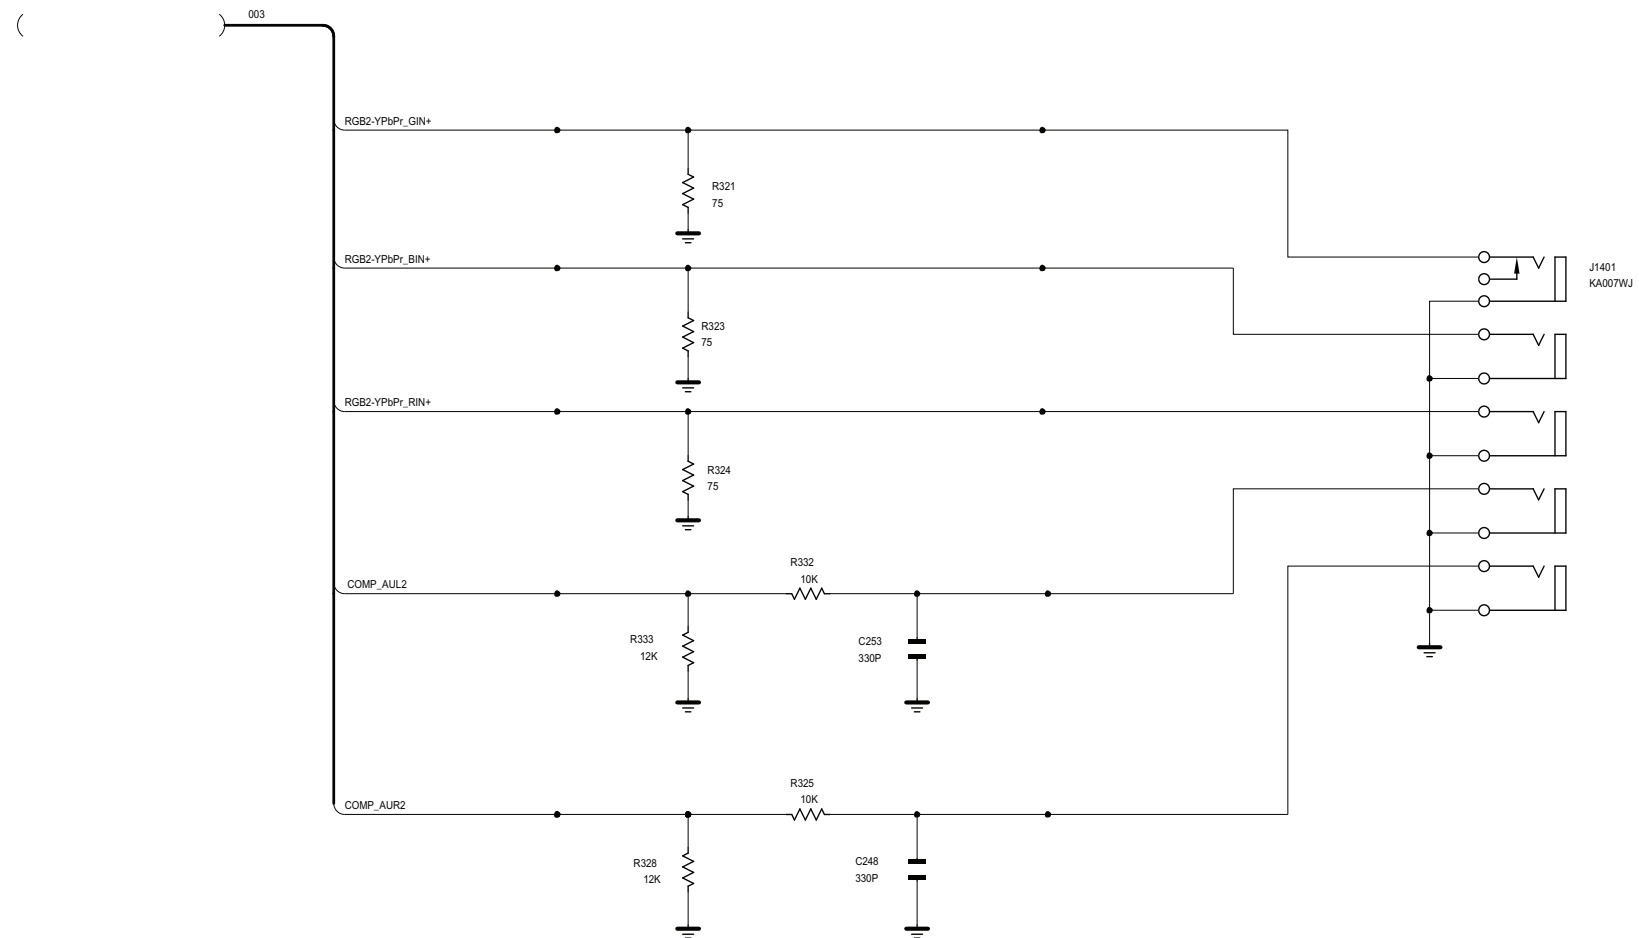 003
RGB2-YPbPr_GIN+
R321
75
RGB2-YPbPr_BIN+
J1401
KA007WJ
R323
75
RGB2-YPbPr_RIN+
R324
75
R332
10K
COMP_AUL2
R333
12K
C253
330P
R325
10K
COMP_AUR2
R328
12K
C248
330P